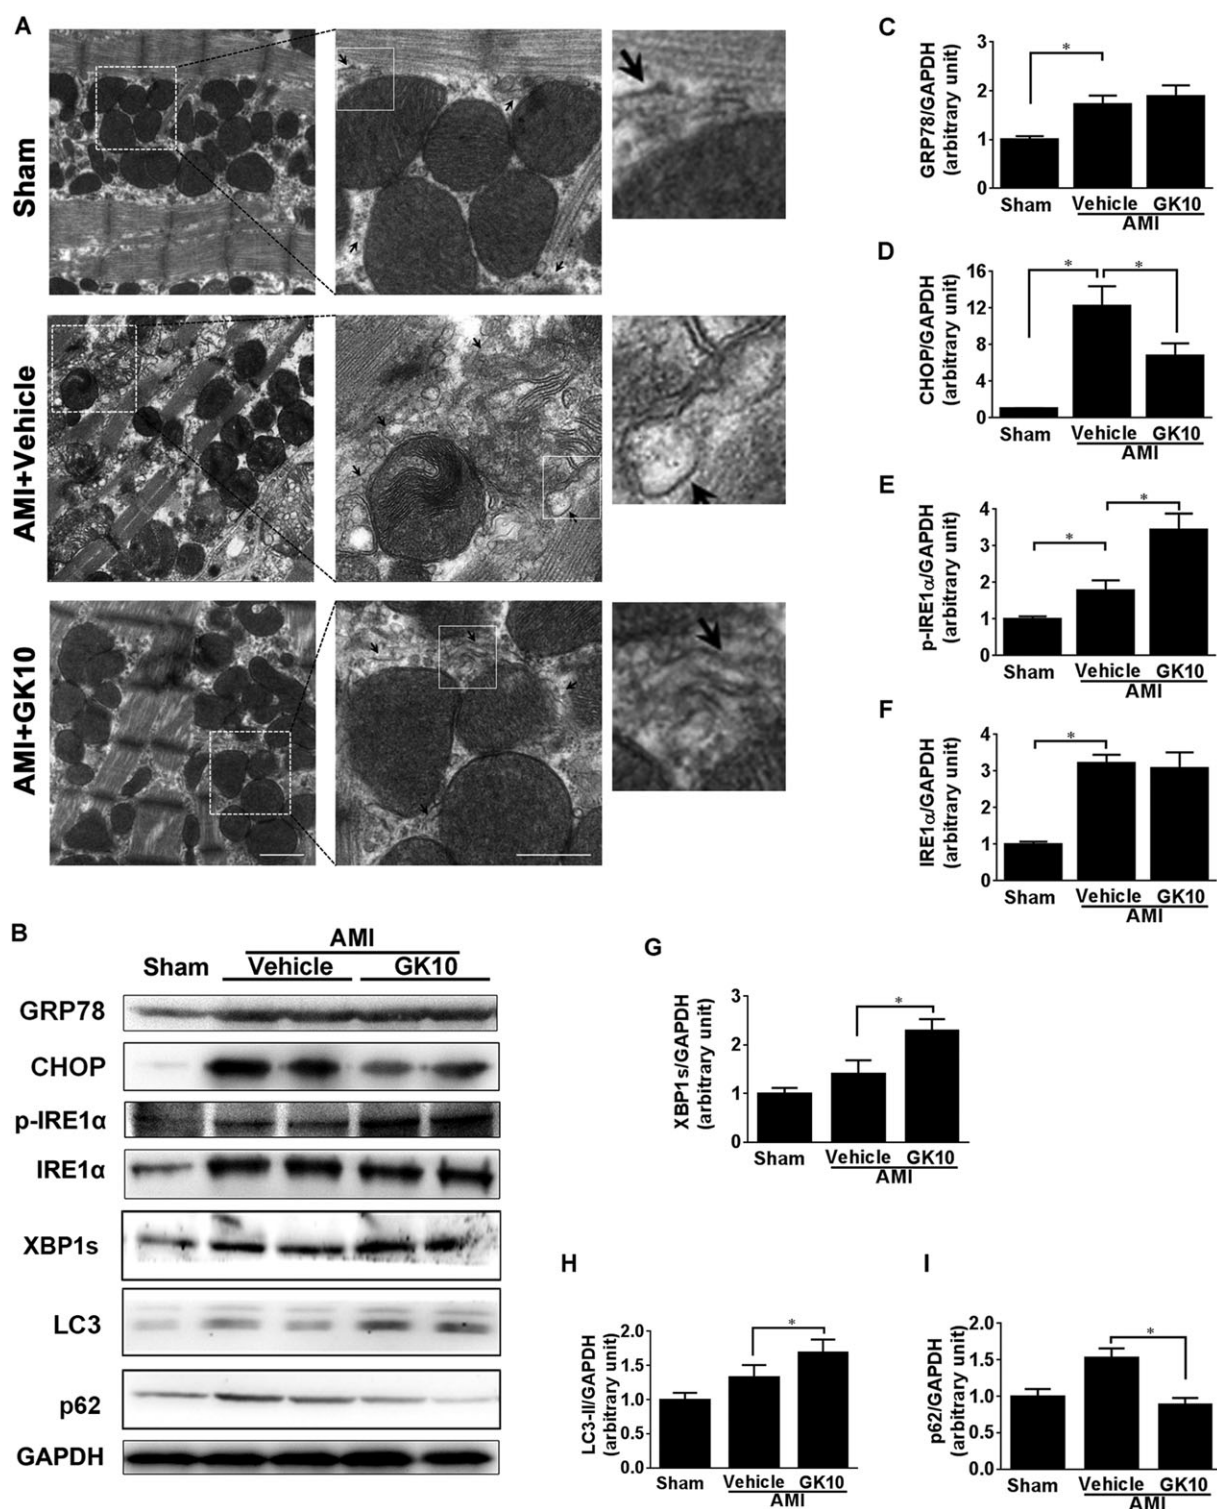 A
Sham
AMI+Vehicle
AMI+GK10
B
AMI
Sham Vehicle GK10
GRP78
CHOP
p-IRE1α
IRE1α
XBP1s
LC3
p62
GAPDH
C
GRP78/GAPDH
(arbitrary unit)
3
2
1
0
*
Sham Vehicle GK10
AMI
D
CHOP/GAPDH
(arbitrary unit)
16
12
8
4
0
* *
Sham Vehicle GK10
AMI
E
p-IRE1α/GAPDH
(arbitrary unit)
4
3
2
1
0
*
*
Sham Vehicle GK10
AMI
F
IRE1α/GAPDH
(arbitrary unit)
4
3
2
1
0
*
Sham Vehicle GK10
AMI
G
XBP1s/GAPDH
(arbitrary unit)
3
2
1
0
*
Sham Vehicle GK10
AMI
H
LC3-II/GAPDH
(arbitrary unit)
2.0
1.5
1.0
0.5
0.0
*
Sham Vehicle GK10
AMI
I
p62/GAPDH
(arbitrary unit)
2.0
1.5
1.0
0.5
0.0
*
Sham Vehicle GK10
AMI